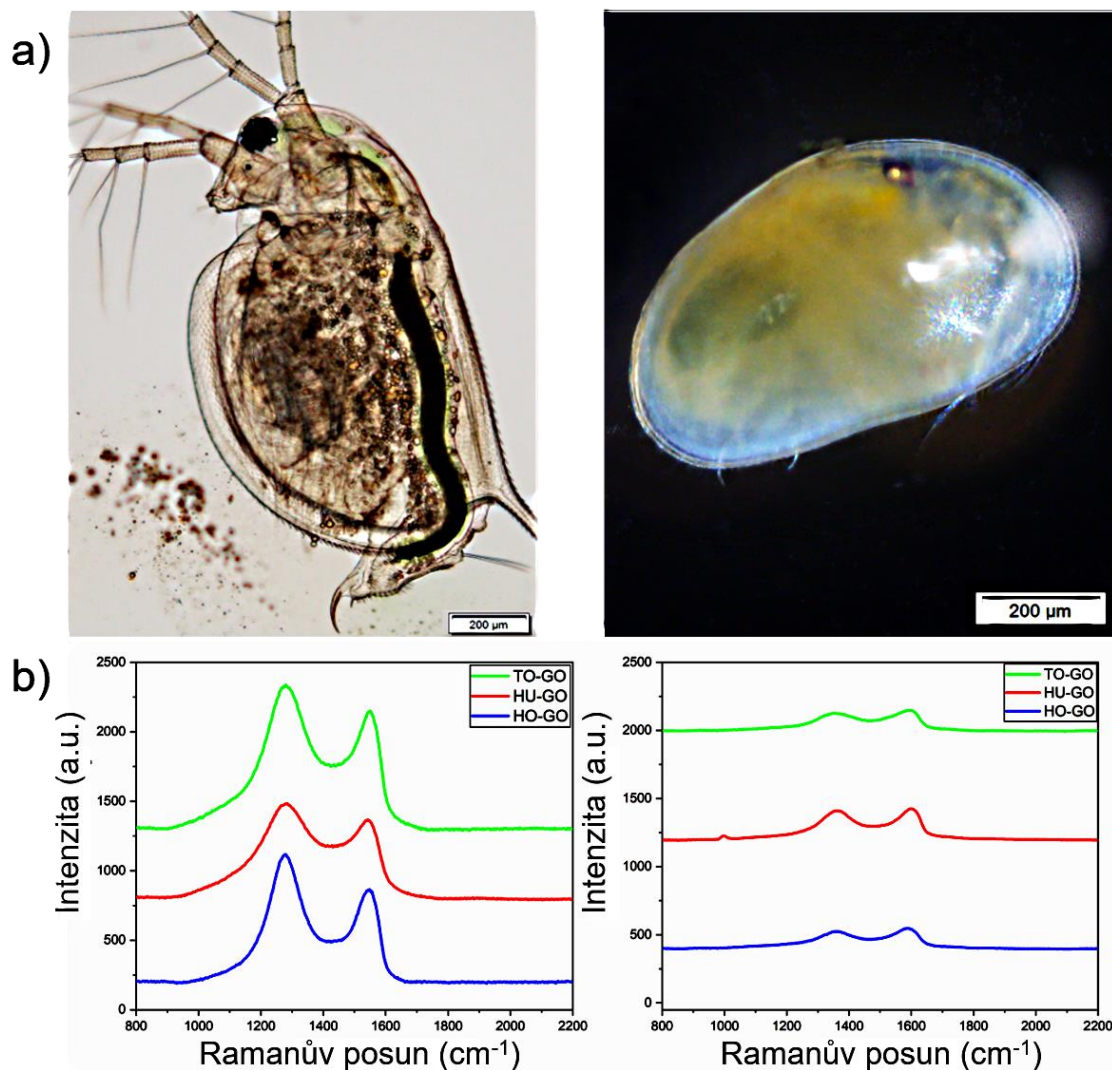 a)
200 µm
200 µm
b)
2500
2000
1500
1000
500
0
Intenzita (a.u.)
TO-GO
HU-GO
HO-GO
800 1000 1200 1400 1600 1800 2000 2200
Ramanův posun (cm-1)
2500
2000
1500
1000
500
0
Intenzita (a.u.)
TO-GO
HU-GO
HO-GO
800 1000 1200 1400 1600 1800 2000 2200
Ramanův posun (cm-1)